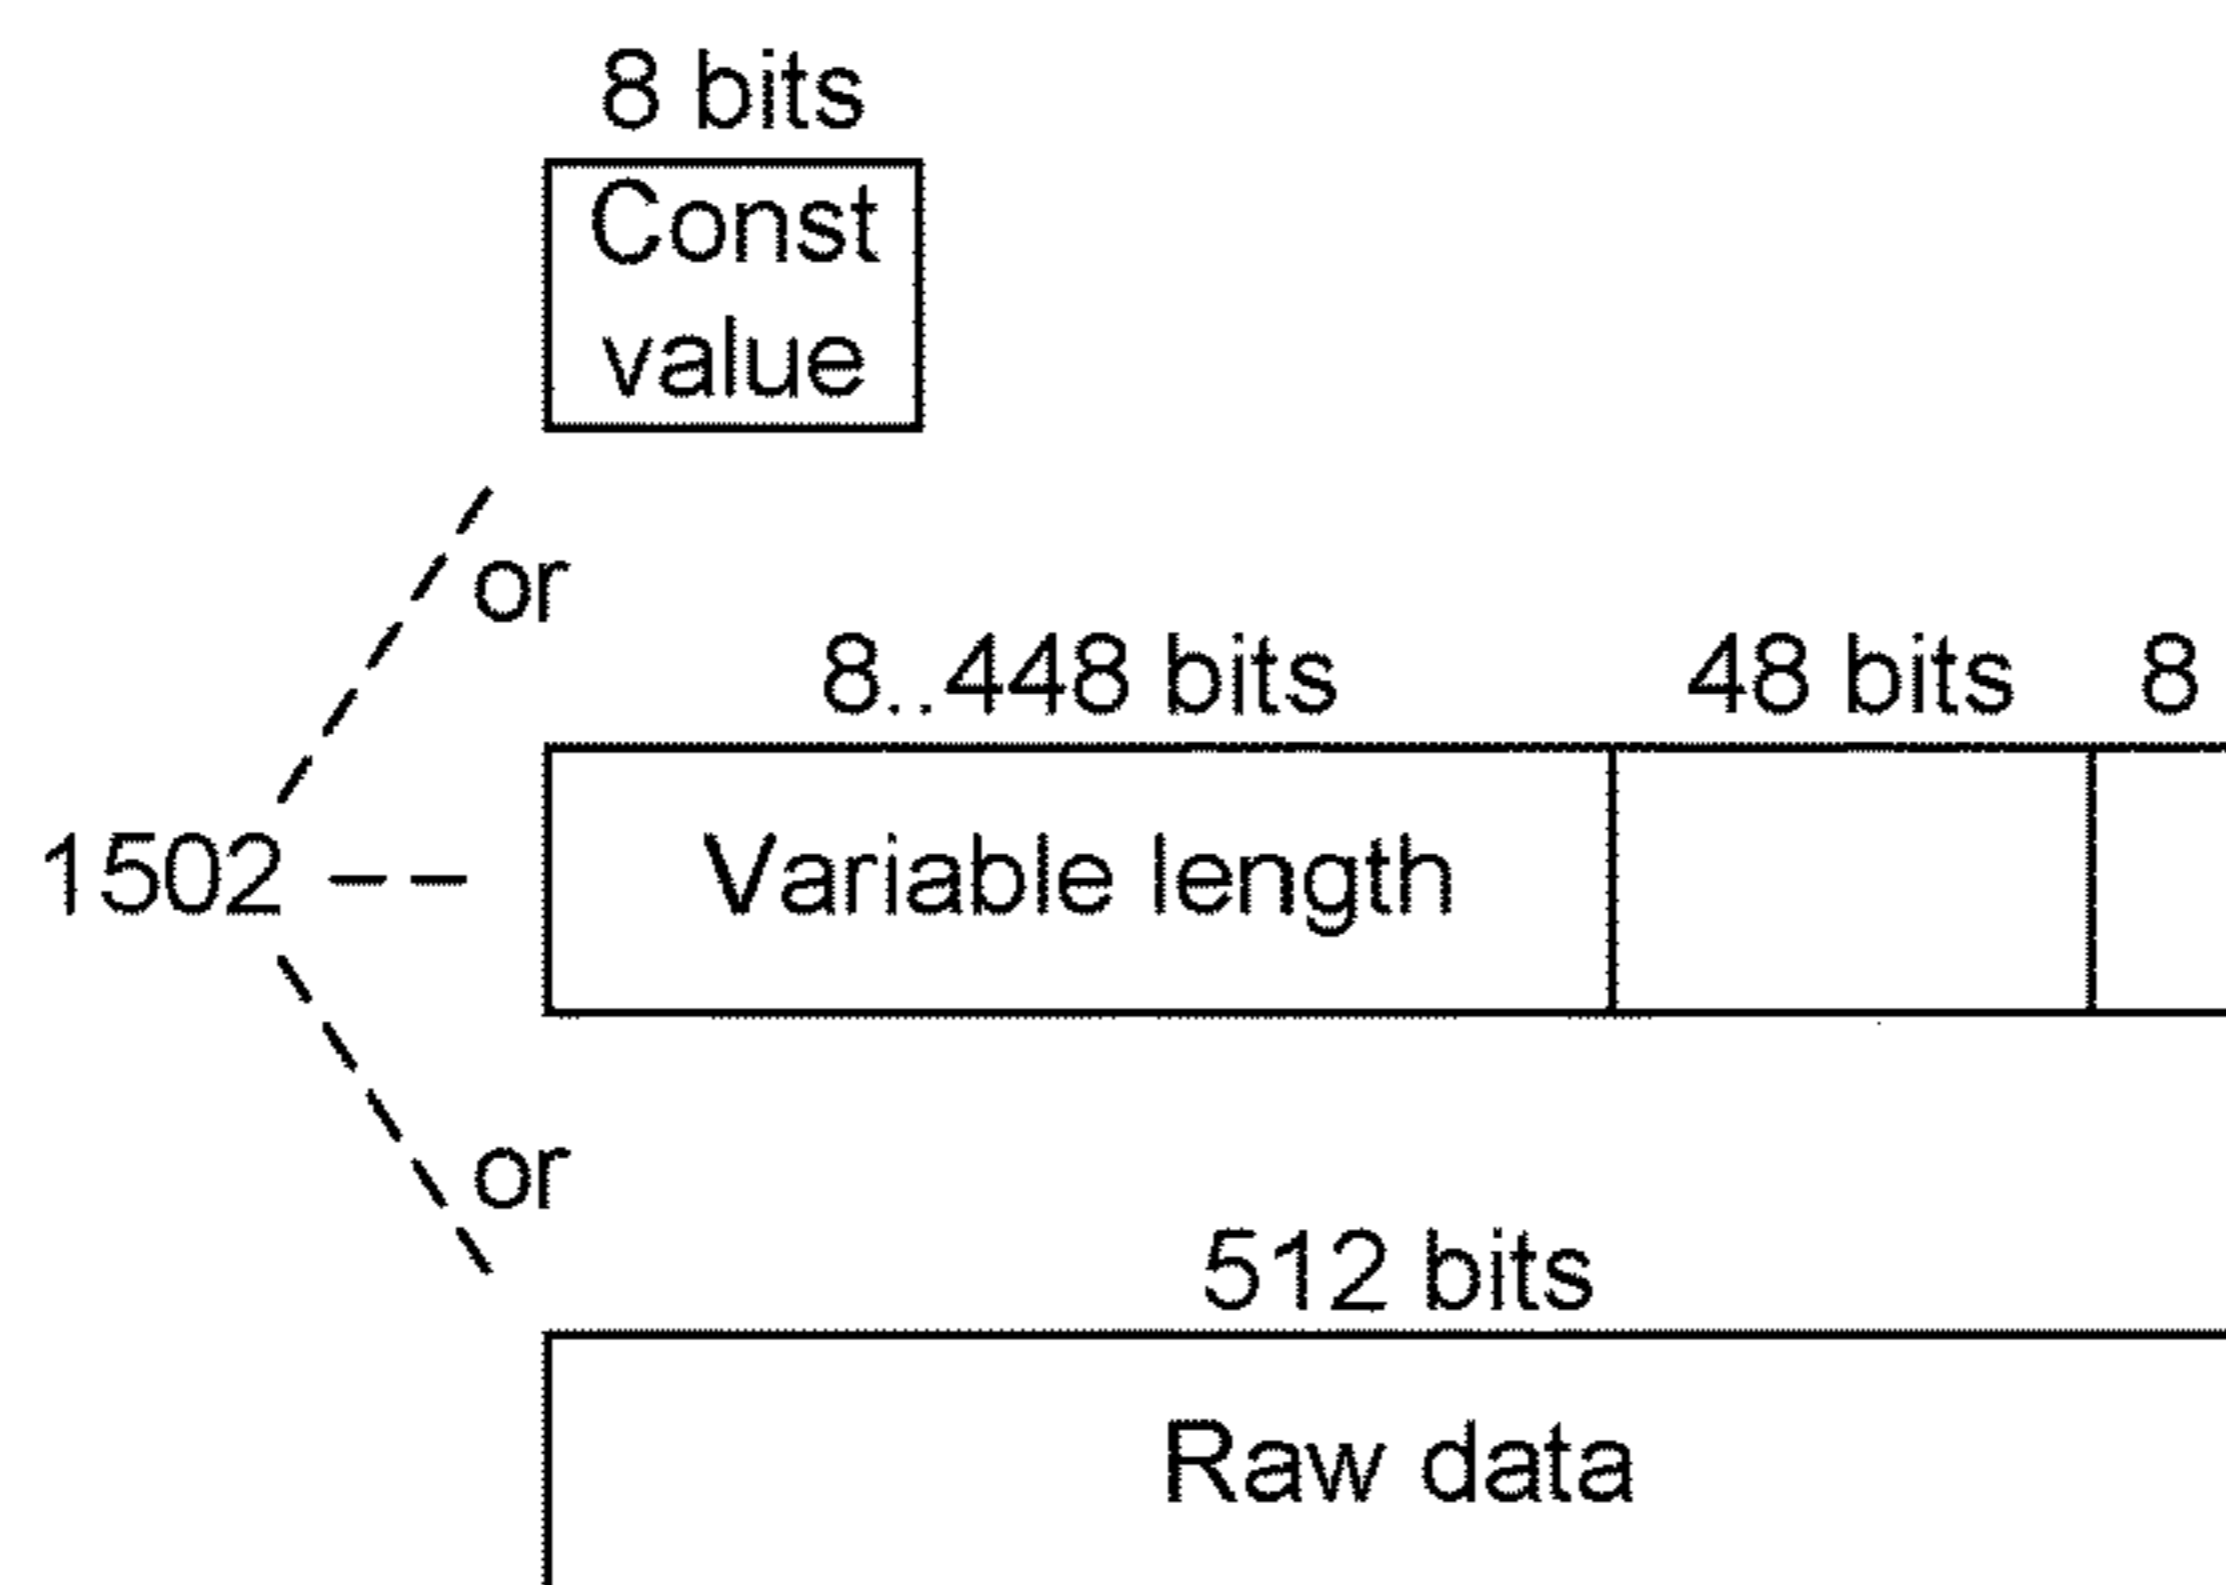 8 bits
Const
value
or
8..448 bits 48 bits 8
1502 Variable length
or
512 bits
Raw data